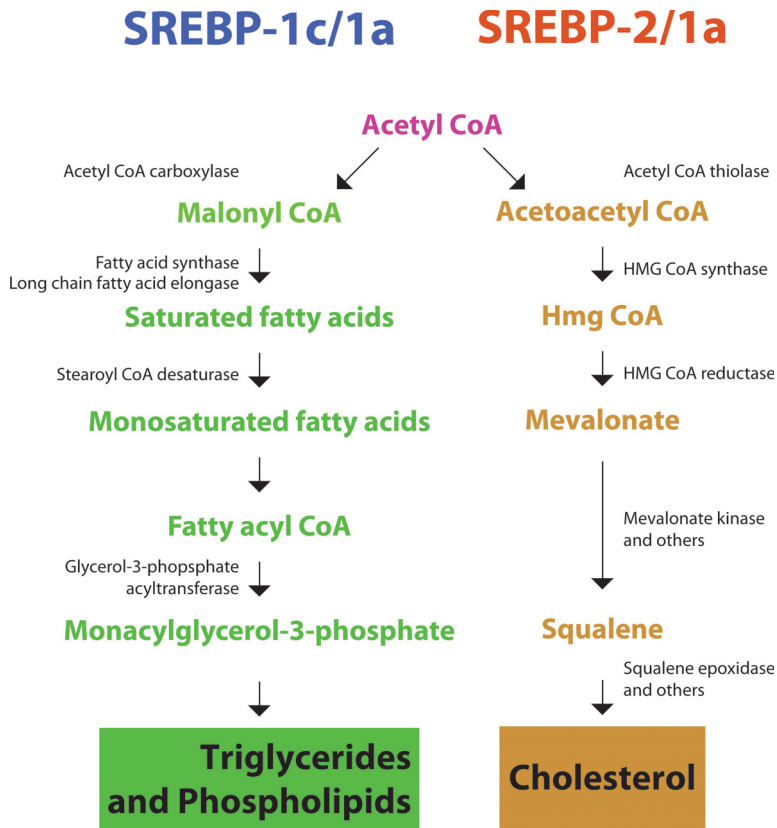 SREBP-1c/1a
SREBP-2/1a
Acetyl CoA
Acetyl CoA carboxylase
Acetyl CoA thiolase
Malonyl CoA
Acetoacetyl CoA
Fatty acid synthase
Long chain fatty acid elongase
HMG CoA synthase
Saturated fatty acids
Hmg CoA
Stearoyl CoA desaturase
HMG CoA reductase
Monosaturated fatty acids
Mevalonate
Fatty acyl CoA
Mevalonate kinase
and others
Glycerol-3-phopsphate
acyltransferase
Monacylglycerol-3-phosphate
Squalene
Squalene epoxidase
and others
Triglycerides
and Phospholipids
Cholesterol